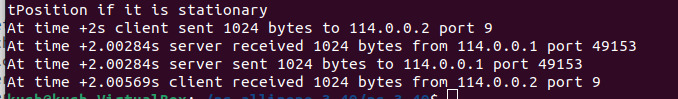 tPosition if it is stationary
At time +2s client sent 1024 bytes to 114.0.0.2 port 9
At time +2.00284s server received 1024 bytes from 114.0.0.1 port 49153
At time +2.00284s server sent 1024 bytes to 114.0.0.1 port 49153
At time +2.00569s client received 1024 bytes from 114.0.0.2 port 9